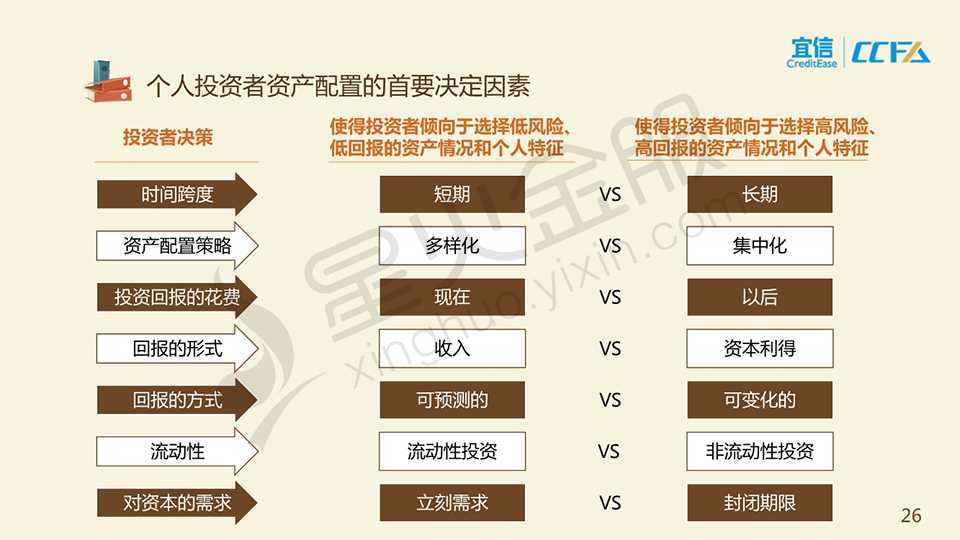 宜信
CreditEase
CCFA
个人投资者资产配置的首要决定因素
投资者决策
使得投资者倾向于选择低风险、
低回报的资产情况和个人特征
使得投资者倾向于选择高风险、
高回报的资产情况和个人特征
时间跨度 短期 VS 长期
资产配置策略 多样化 VS 集中化
投资回报的花费 现在 VS 以后
回报的形式 收入 VS 资本利得
回报的方式 可预测的 VS 可变化的
流动性 流动性投资 VS 非流动性投资
对资本的需求 立刻需求 VS 封闭期限
星火金服
xinghuo.yixin.com
26